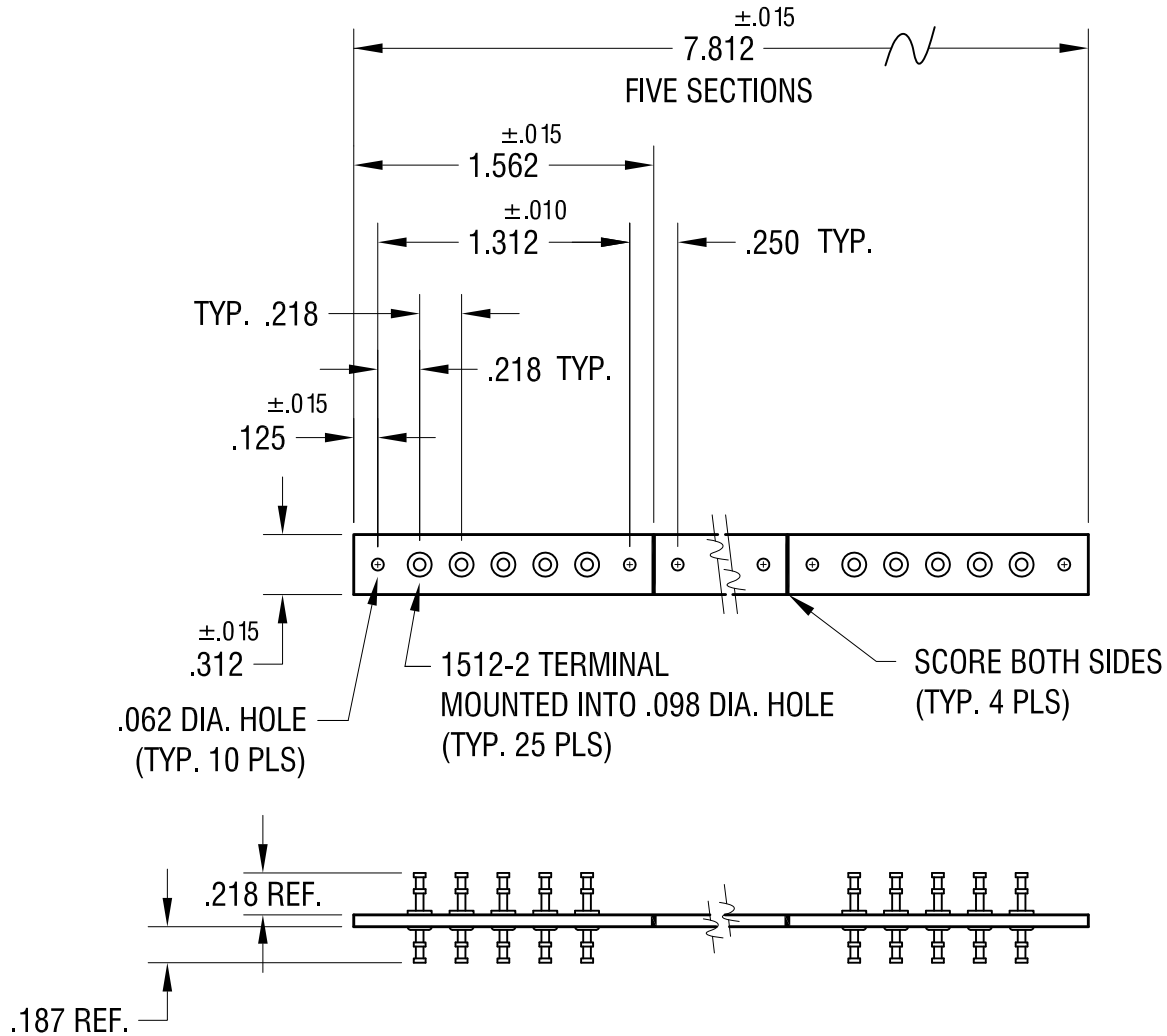 ±.015
7.812
FIVE SECTIONS
±.015
1.562
±.010
1.312
.250 TYP.
TYP. .218
.218 TYP.
±.015
.125
±.015
.312
1512-2 TERMINAL
MOUNTED INTO .098 DIA. HOLE
(TYP. 25 PLS)
SCORE BOTH SIDES
(TYP. 4 PLS)
.062 DIA. HOLE
(TYP. 10 PLS)
.218 REF.
.187 REF.